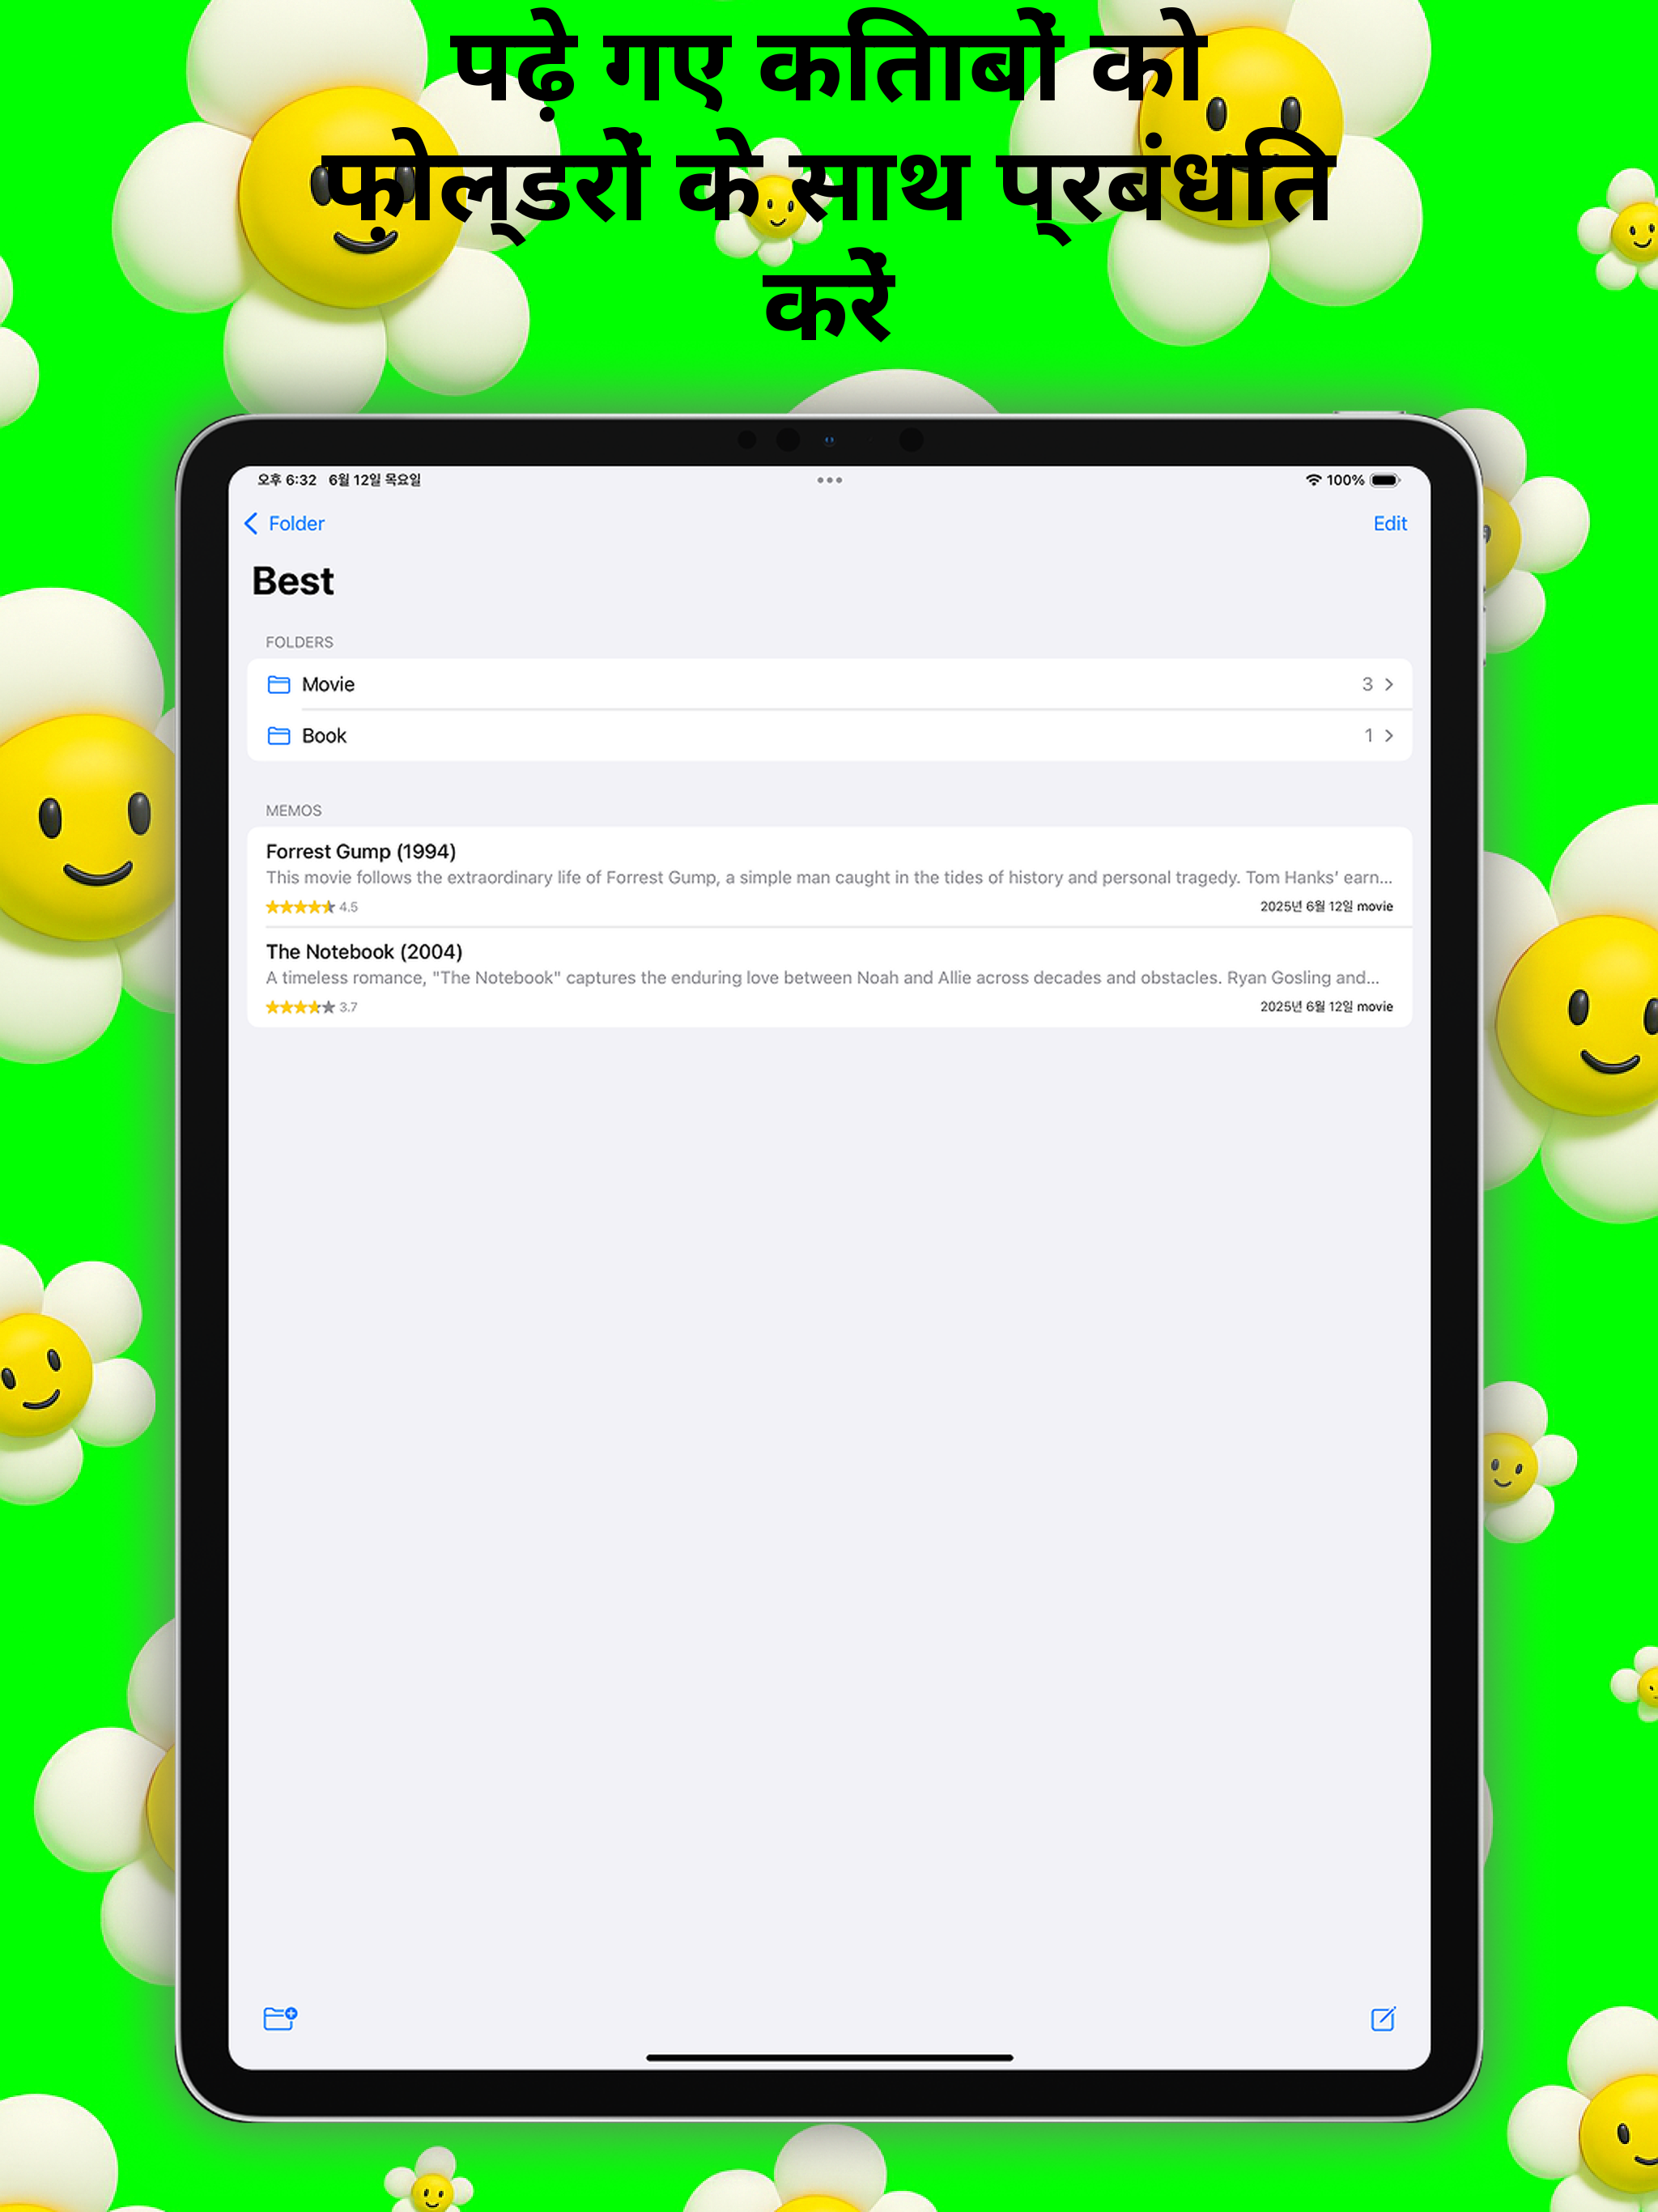 पढ़े गए किताबों को
फ़ोल्डरों के साथ प्रबंधित
करें
오후 6:32 6월 12일 목요일
100%
Folder
Edit
Best
FOLDERS
Movie 3
Book 1
MEMOS
Forrest Gump (1994)
This movie follows the extraordinary life of Forrest Gump, a simple man caught in the tides of history and personal tragedy. Tom Hanks’ earn...
4.5 2025년 6월 12일 movie
The Notebook (2004)
A timeless romance, "The Notebook" captures the enduring love between Noah and Allie across decades and obstacles. Ryan Gosling and...
3.7 2025년 6월 12일 movie